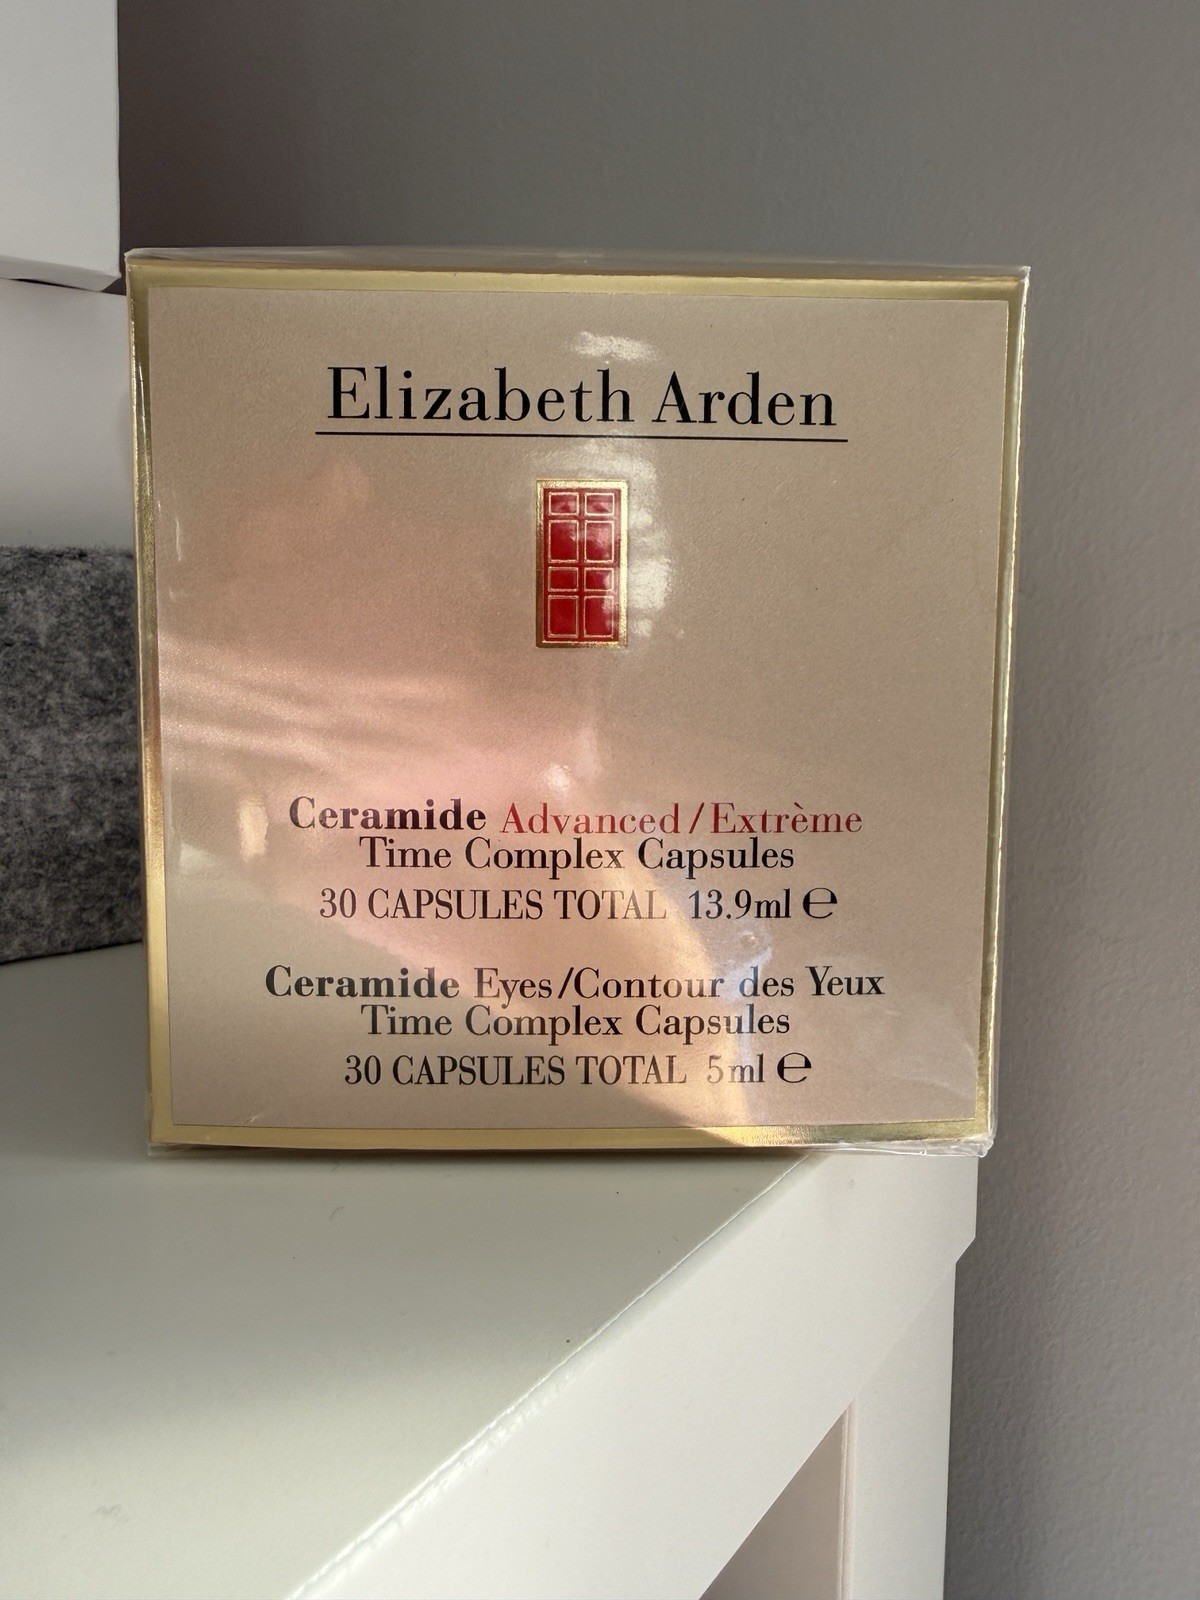 Elizabeth Arden
Ceramide Advanced/Extrème
Time Complex Capsules
30 CAPSULES TOTAL 13.9ml ℮
Ceramide Eyes/Contour des Yeux
Time Complex Capsules
30 CAPSULES TOTAL 5ml ℮